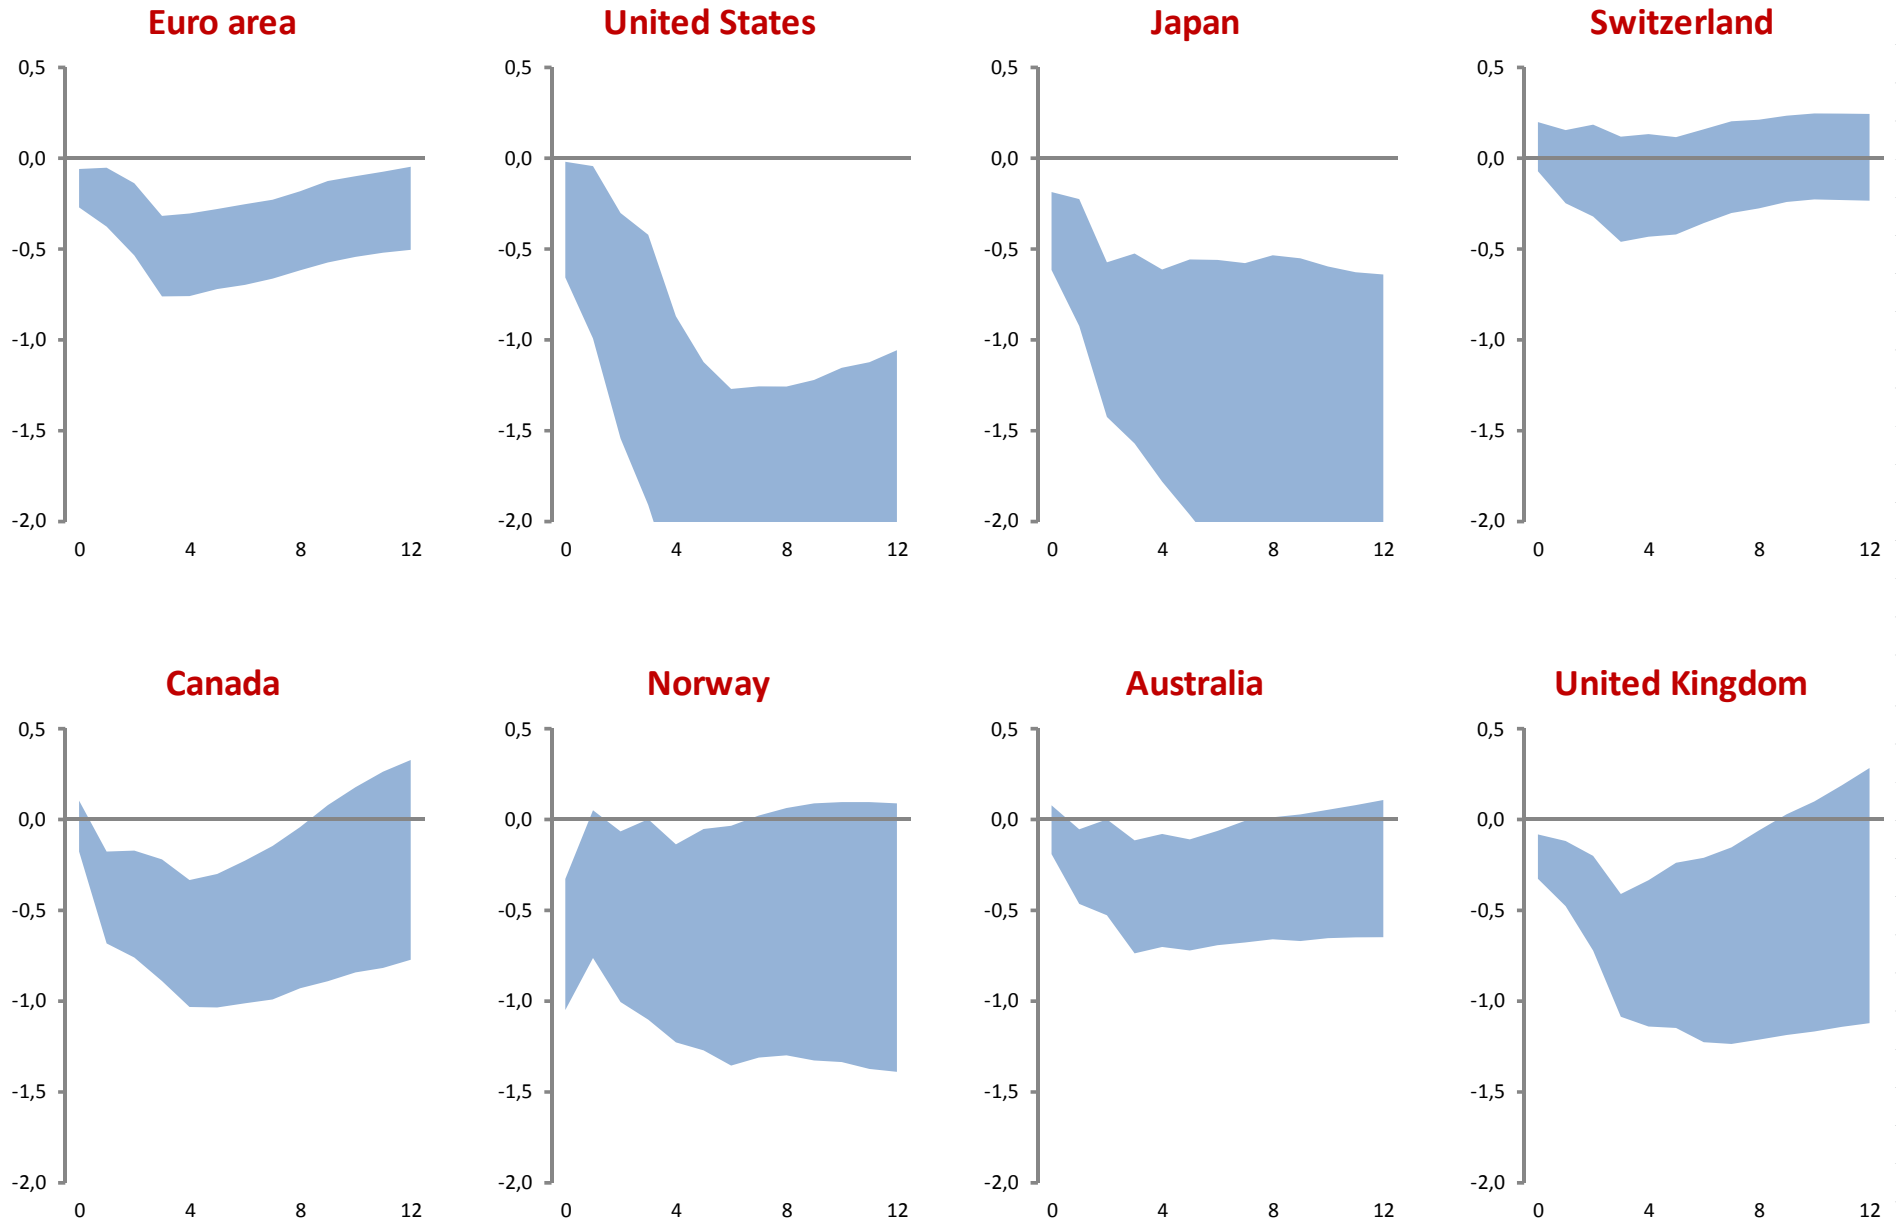 Euro area United States Japan Switzerland
0,5 0,5 0,5 0,5
0,0 0,0 0,0 0,0
-0,5 -0,5 -0,5 -0,5
-1,0 -1,0 -1,0 -1,0
-1,5 -1,5 -1,5 -1,5
-2,0 -2,0 -2,0 -2,0
0 4 8 12 0 4 8 12 0 4 8 12 0 4 8 12
Canada Norway Australia United Kingdom
0,5 0,5 0,5 0,5
0,0 0,0 0,0 0,0
-0,5 -0,5 -0,5 -0,5
-1,0 -1,0 -1,0 -1,0
-1,5 -1,5 -1,5 -1,5
-2,0 -2,0 -2,0 -2,0
0 4 8 12 0 4 8 12 0 4 8 12 0 4 8 12